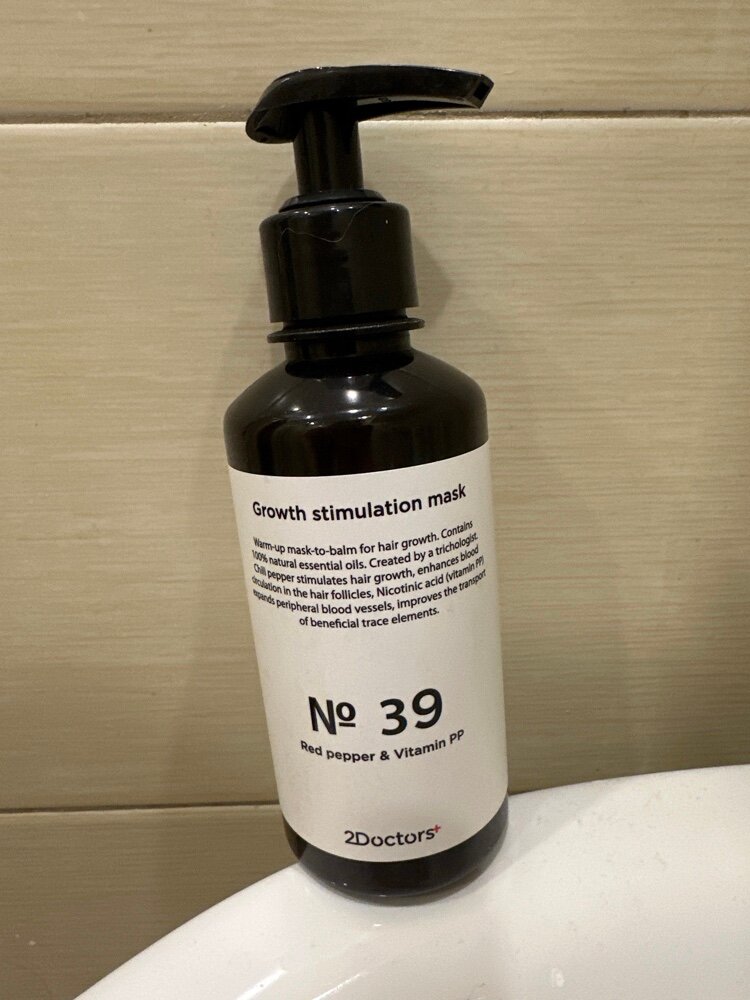 Growth stimulation mask
Warm-up mask-to-balm for hair growth. Contains
100% natural essential oils. Created by a trichologist.
Chili pepper stimulates hair growth, enhances blood
circulation in the hair follicles, Nicotinic acid (vitamin PP)
expands peripheral blood vessels, improves the transport
of beneficial trace elements.
№ 39
Red pepper & Vitamin PP
2Doctors+